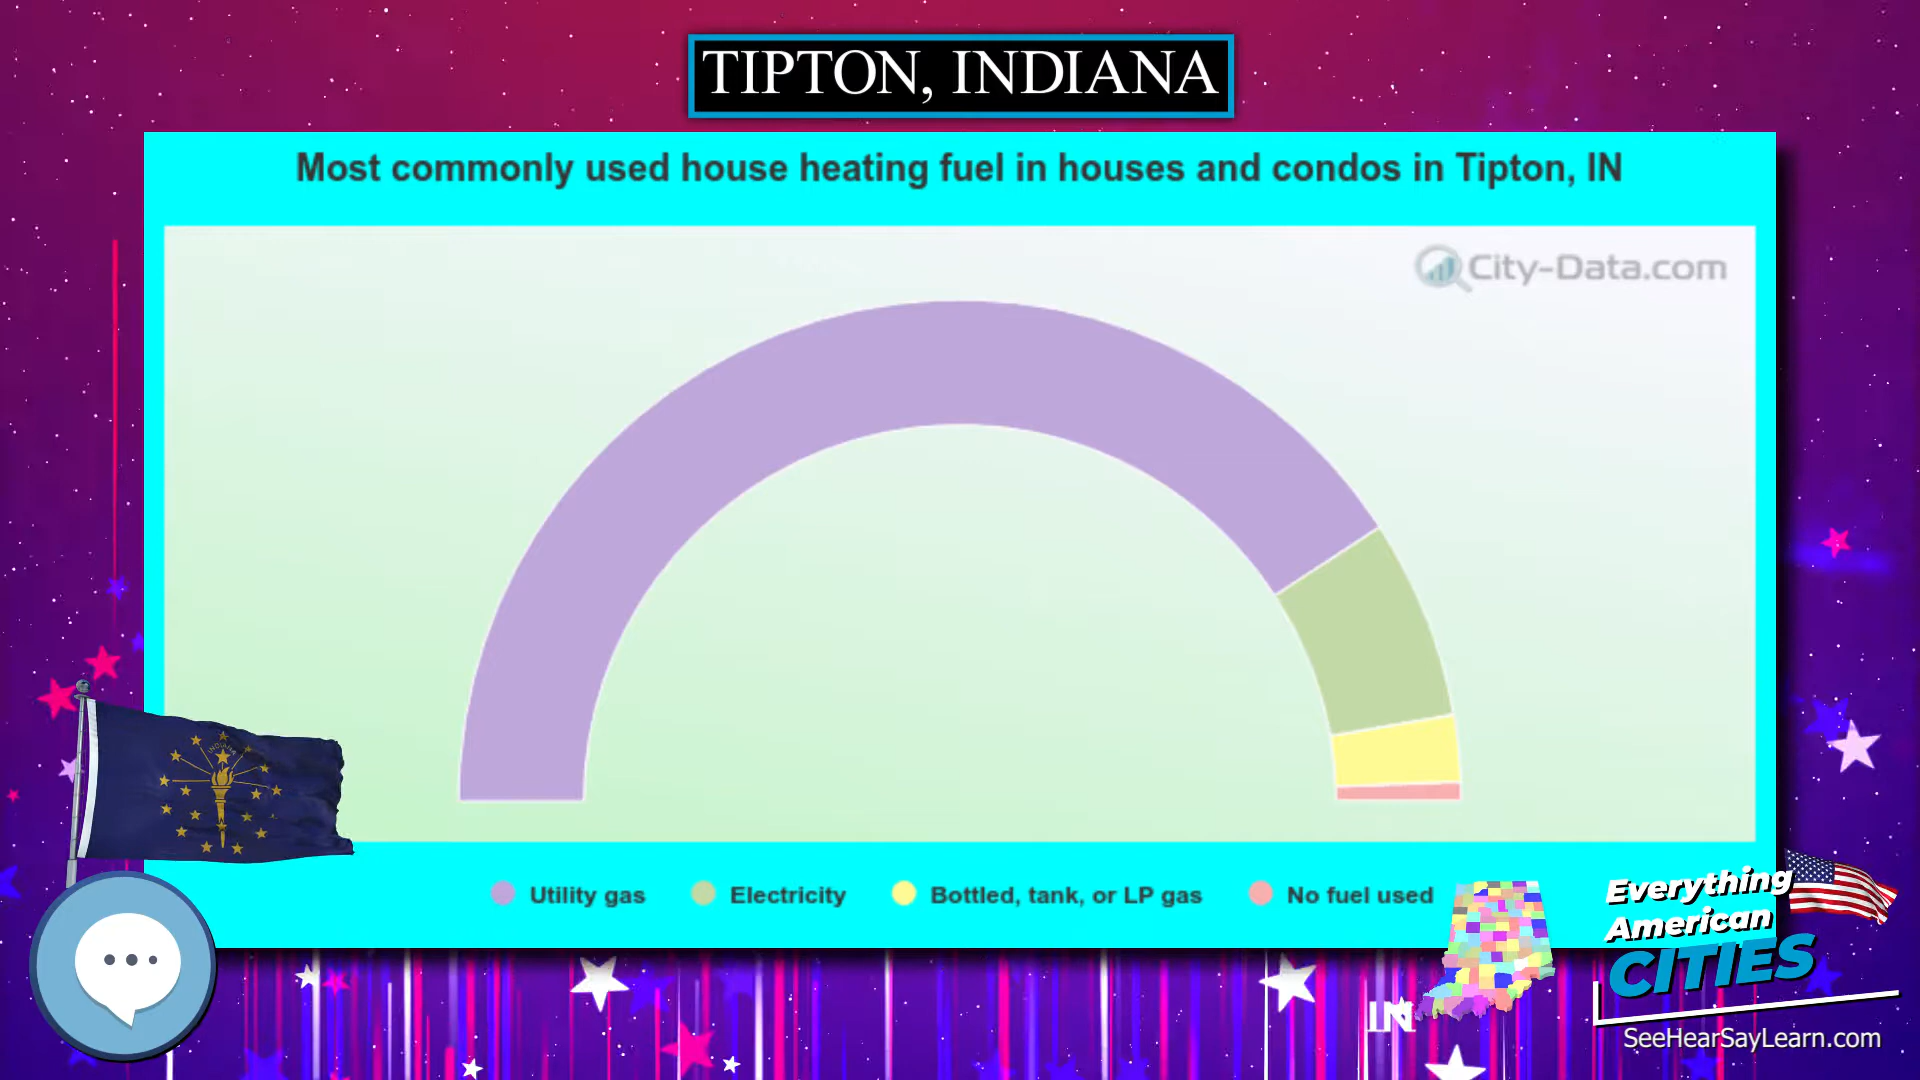 TIPTON, INDIANA
Most commonly used house heating fuel in houses and condos in Tipton, IN
City-Data.com
INDIANA
Utility gas
Electricity
Bottled, tank, or LP gas
No fuel used
Everything
American
CITIES
IN
SeeHearSayLearn.com